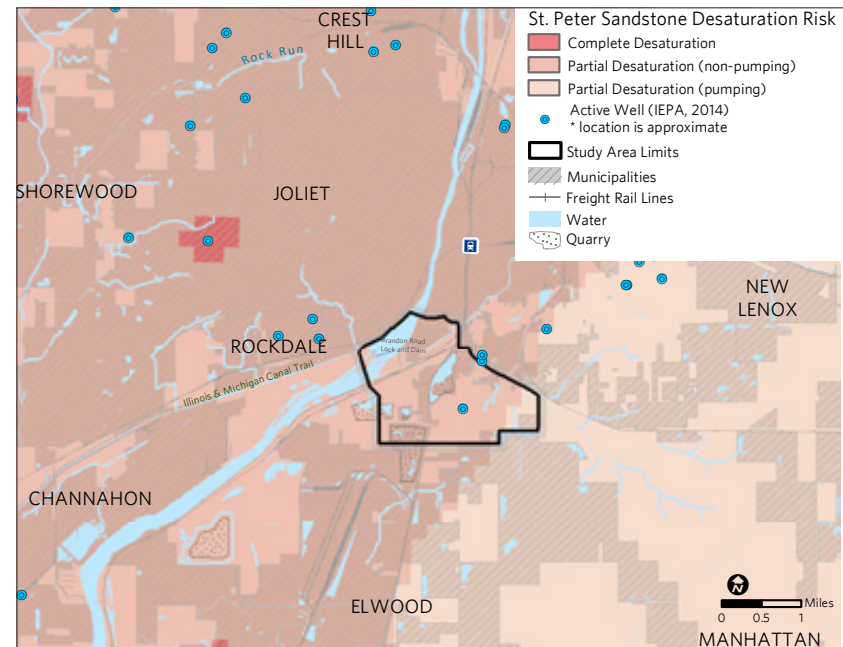 CREST
HILL
Rock Run
SHOREWOOD
JOLIET
ROCKDALE
Brandon Road
Lock and Dam
Illinois & Michigan Canal Trail
NEW
LENOX
CHANNAHON
ELWOOD
MANHATTAN
St. Peter Sandstone Desaturation Risk
Complete Desaturation
Partial Desaturation (non-pumping)
Partial Desaturation (pumping)
Active Well (IEPA, 2014)
* location is approximate
Study Area Limits
Municipalities
Freight Rail Lines
Water
Quarry
N
Miles
0 0.5 1